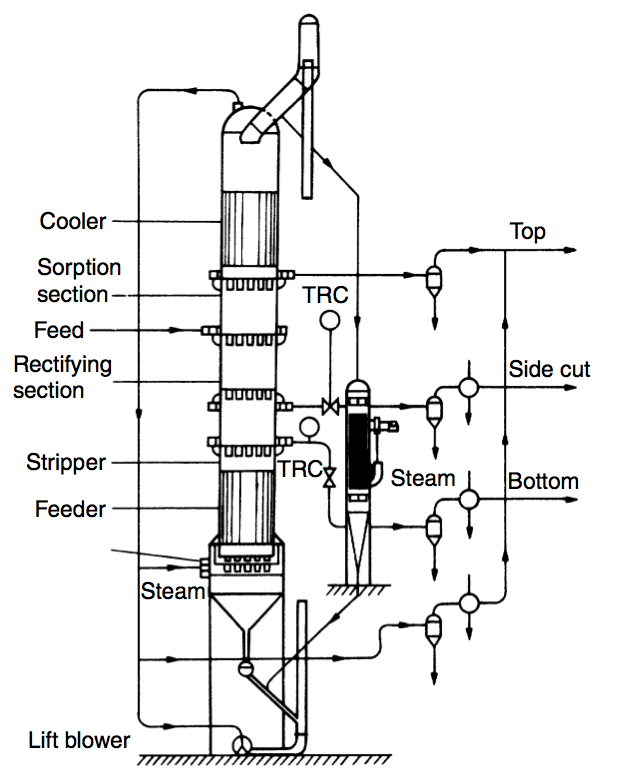 Top
Cooler
Sorption
section
TRC
Feed
Rectifying
section
Side cut
Stripper
TRC
Steam
Bottom
Feeder
Steam
Lift blower